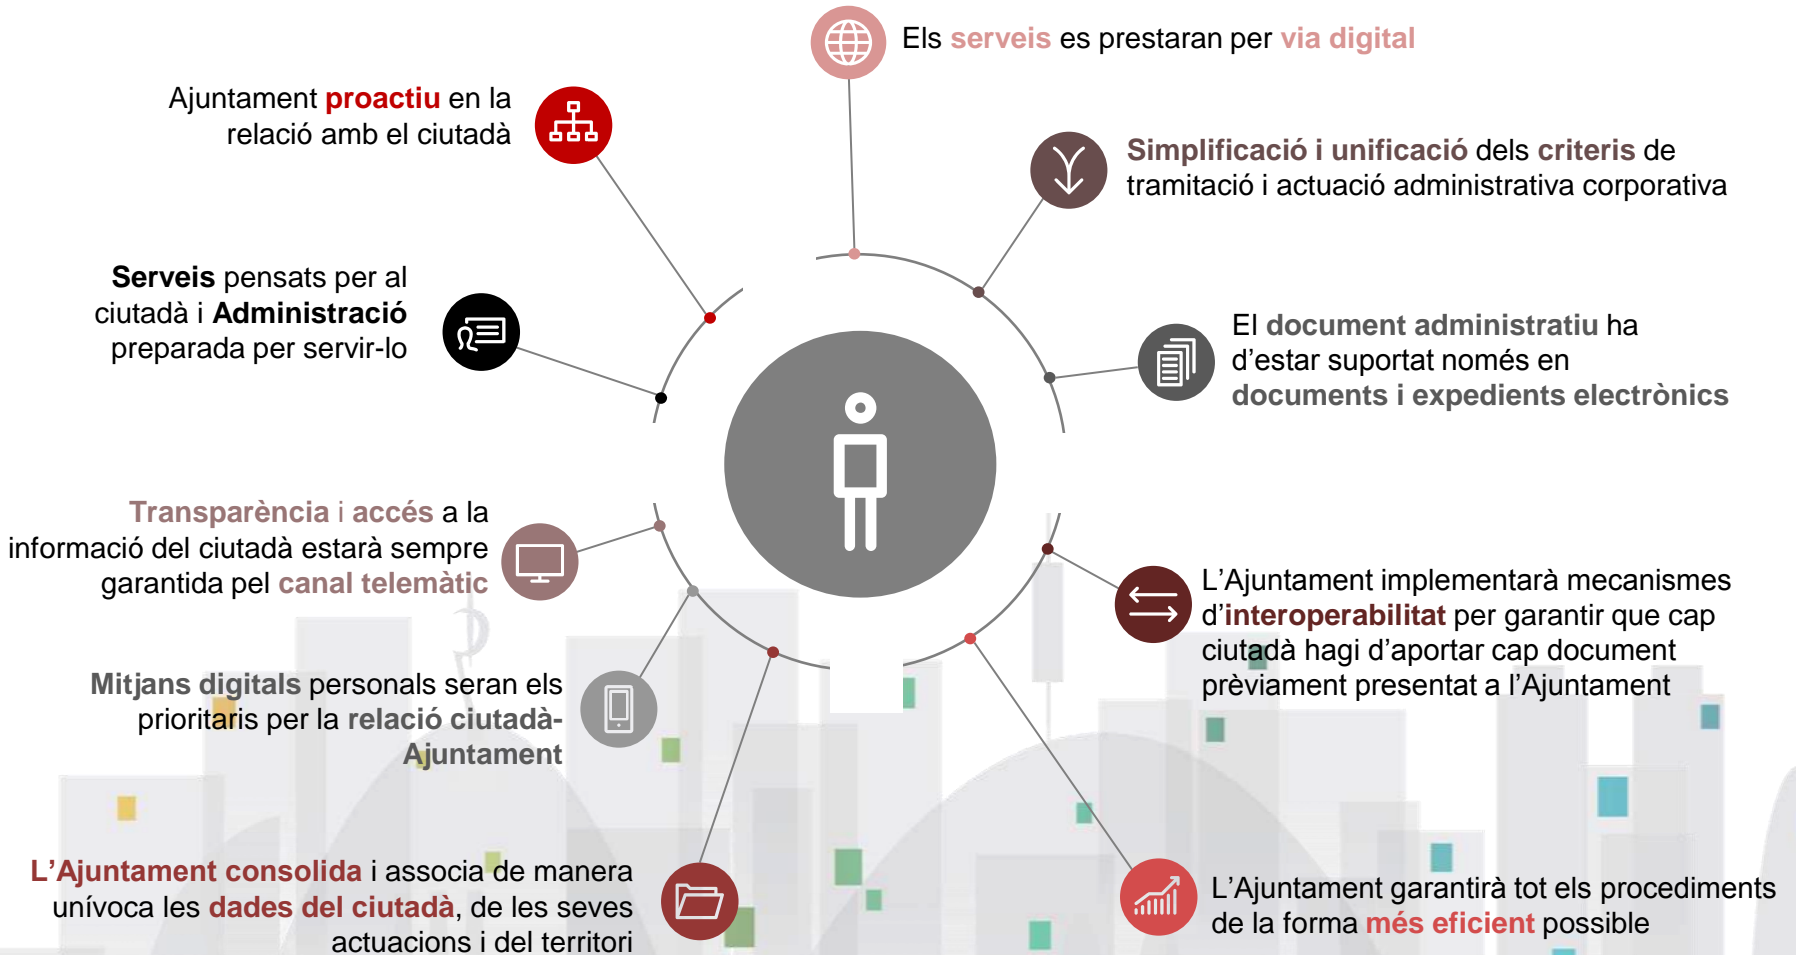 Els serveis es prestaran per via digital
Ajuntament proactiu en la
relació amb el ciutadà
Simplificació i unificació dels criteris de
tramitació i actuació administrativa corporativa
Serveis pensats per al
ciutadà i Administració
preparada per servir-lo
El document administratiu ha
d’estar suportat només en
documents i expedients electrònics
Transparència i accés a la
informació del ciutadà estarà sempre
garantida pel canal telemàtic
L’Ajuntament implementarà mecanismes
d’interoperabilitat per garantir que cap
ciutadà hagi d’aportar cap document
prèviament presentat a l’Ajuntament
Mitjans digitals personals seran els
prioritaris per la relació ciutadà-
Ajuntament
L’Ajuntament consolida i associa de manera
unívoca les dades del ciutadà, de les seves
actuacions i del territori
L’Ajuntament garantirà tot els procediments
de la forma més eficient possible